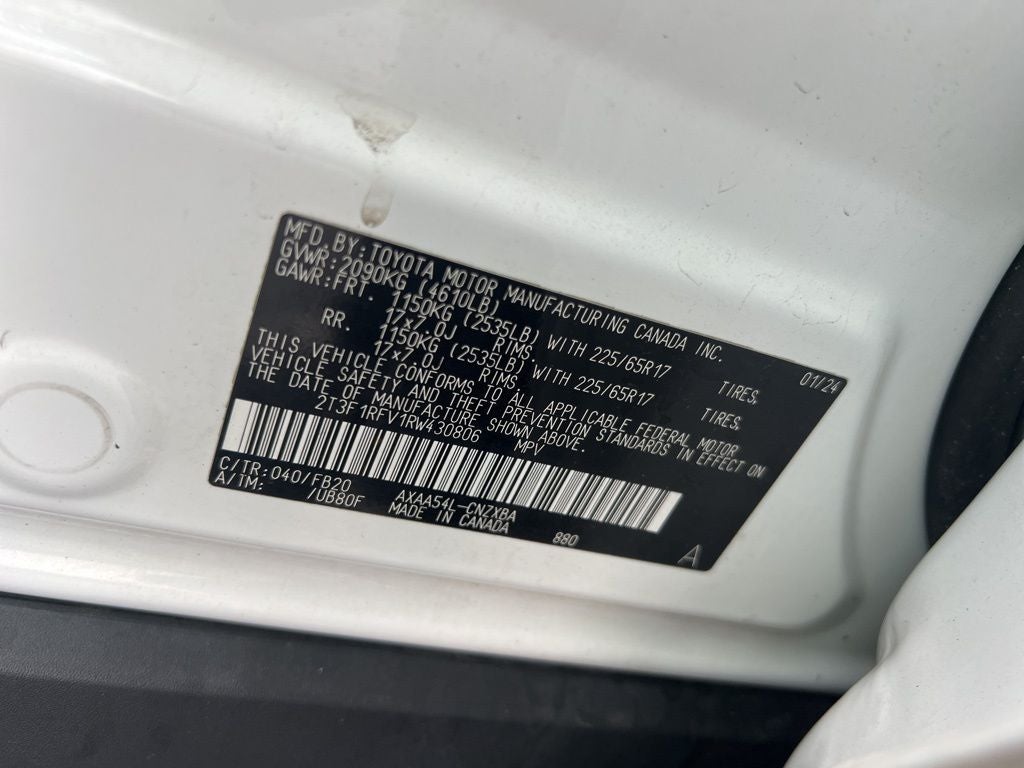 MFD. BY: TOYOTA MOTOR MANUFACTURING CANADA INC. 01/24
GVWR: 2090KG (4610LB)
GAWR: FRT. 1150KG (2535LB) WITH 225/65R17 TIRES,
17x7.0J RIMS
RR. 1150KG (2535LB) WITH 225/65R17 TIRES,
17x7.0J RIMS
THIS VEHICLE CONFORMS TO ALL APPLICABLE FEDERAL MOTOR
VEHICLE SAFETY AND THEFT PREVENTION STANDARDS IN EFFECT ON
THE DATE OF MANUFACTURE SHOWN ABOVE.
2T3F1RFV1RW430806 MPV
C/TR: 040/FB20 AXAA54L-CNZXBA
A/TM: /UB80F MADE IN CANADA 880 A